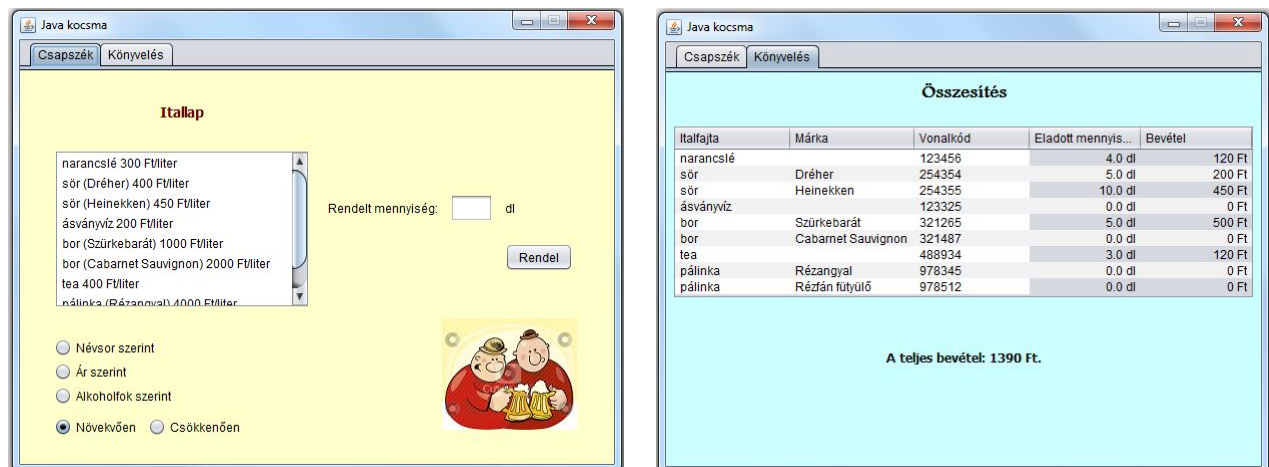 Java kocsma
Csapszék Könyvelés
Itallap
narancslé 300 Ft/liter
sör (Dréher) 400 Ft/liter
sör (Heinekken) 450 Ft/liter
ásványvíz 200 Ft/liter
bor (Szürkebarát) 1000 Ft/liter
bor (Cabarnet Sauvignon) 2000 Ft/liter
tea 400 Ft/liter
pálinka (Rézangyal) 4000 Ft/liter
Rendelt mennyiség: dl
Rendel
Névsor szerint
Ár szerint
Alkoholfok szerint
Növekvően Csökkenően
Java kocsma
Csapszék Könyvelés
Összesítés
Italfajta Márka Vonalkód Eladott mennyis... Bevétel
narancslé 123456 4.0 dl 120 Ft
sör Dréher 254354 5.0 dl 200 Ft
sör Heinekken 254355 10.0 dl 450 Ft
ásványvíz 123325 0.0 dl 0 Ft
bor Szürkebarát 321265 5.0 dl 500 Ft
bor Cabarnet Sauvignon 321487 0.0 dl 0 Ft
tea 488934 3.0 dl 120 Ft
pálinka Rézangyal 978345 0.0 dl 0 Ft
pálinka Rézfán fütyülő 978512 0.0 dl 0 Ft
A teljes bevétel: 1390 Ft.